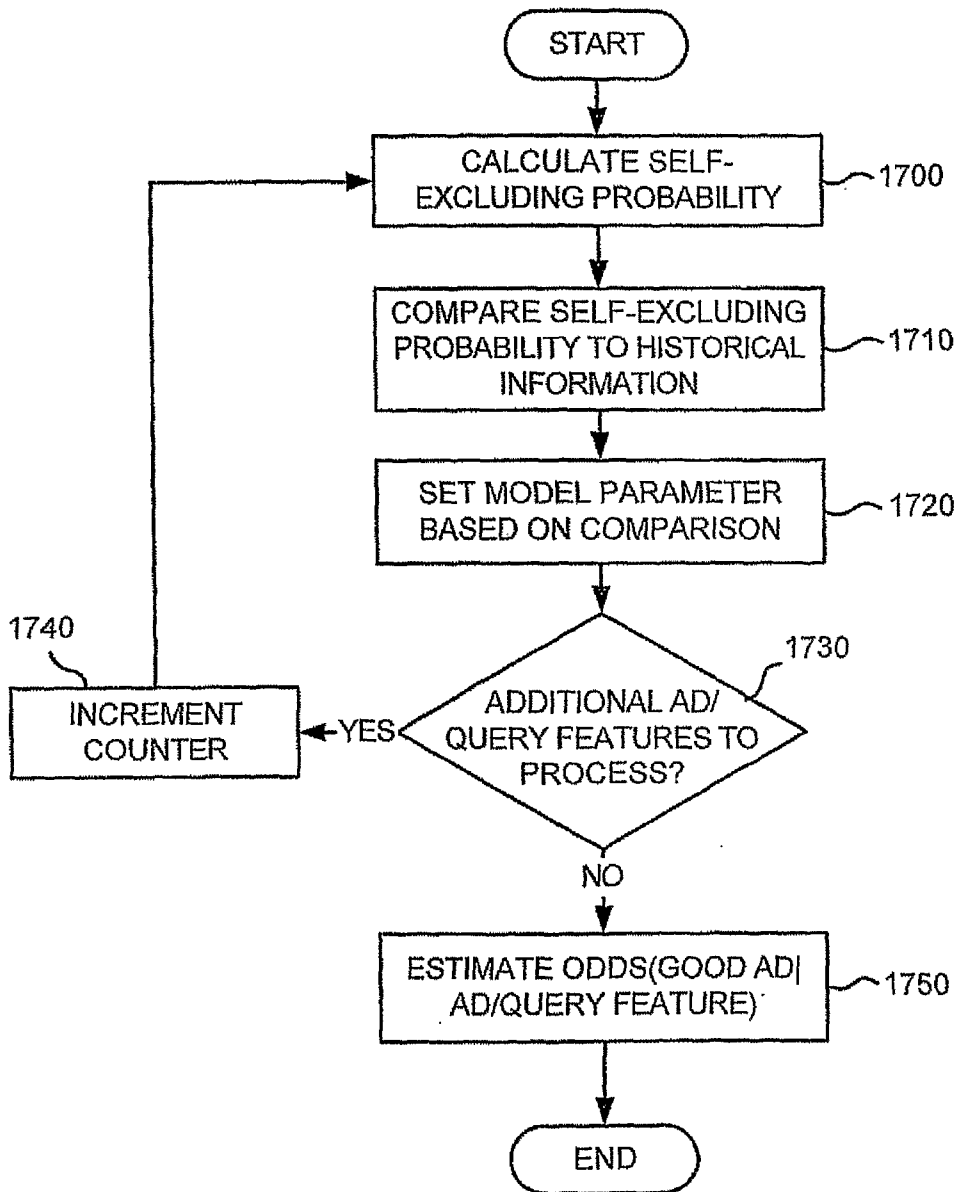 START
CALCULATE SELF-
EXCLUDING PROBABILITY
1700
COMPARE SELF-EXCLUDING
PROBABILITY TO HISTORICAL
INFORMATION
1710
SET MODEL PARAMETER
BASED ON COMPARISON
1720
1730
ADDITIONAL AD/
QUERY FEATURES TO
PROCESS?
YES
1740
INCREMENT
COUNTER
NO
ESTIMATE ODDS(GOOD AD|
AD/QUERY FEATURE)
1750
END